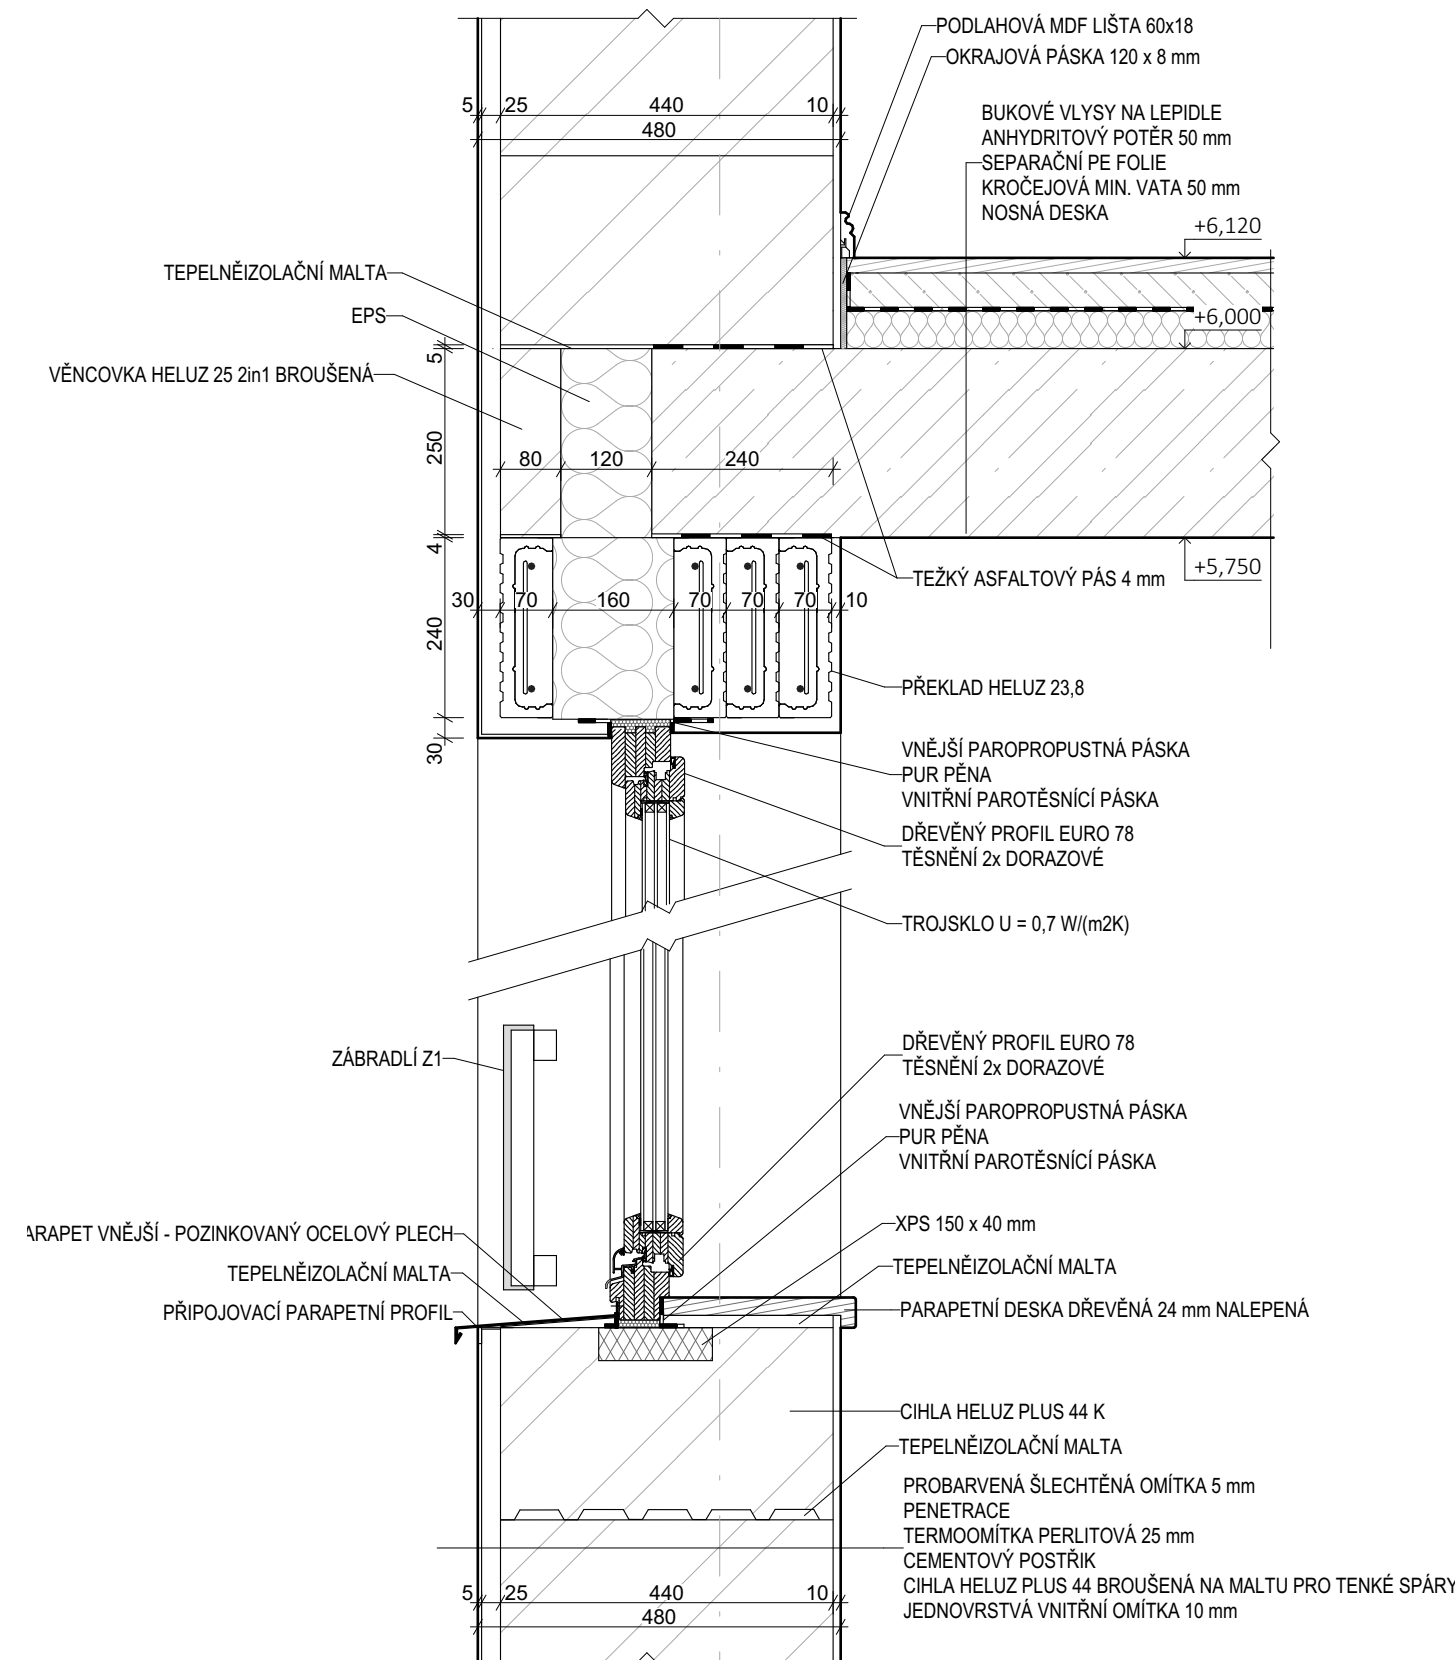 PODLAHOVÁ MDF LIŠTA 60x18
OKRAJOVÁ PÁSKA 120 x 8 mm
5 25 440 10
480
BUKOVÉ VLYSY NA LEPIDLE
ANHYDRITOVÝ POTĚR 50 mm
SEPARAČNÍ PE FOLIE
KROČEJOVÁ MIN. VATA 50 mm
NOSNÁ DESKA
+6,120
TEPELNĚIZOLAČNÍ MALTA
EPS
+6,000
5
VĚNCOVKA HELUZ 25 2in1 BROUŠENÁ
250
80 120 240
4
+5,750
TEŽKÝ ASFALTOVÝ PÁS 4 mm
30 70 160 70 70 70 10
240
PŘEKLAD HELUZ 23,8
30
VNĚJŠÍ PAROPROPUSTNÁ PÁSKA
PUR PĚNA
VNITŘNÍ PAROTĚSNÍCÍ PÁSKA
DŘEVĚNÝ PROFIL EURO 78
TĚSNĚNÍ 2x DORAZOVÉ
TROJSKLO U = 0,7 W/(m2K)
ZÁBRADLÍ Z1
DŘEVĚNÝ PROFIL EURO 78
TĚSNĚNÍ 2x DORAZOVÉ
VNĚJŠÍ PAROPROPUSTNÁ PÁSKA
PUR PĚNA
VNITŘNÍ PAROTĚSNÍCÍ PÁSKA
XPS 150 x 40 mm
ARAPET VNĚJŠÍ - POZINKOVANÝ OCELOVÝ PLECH
TEPELNĚIZOLAČNÍ MALTA
TEPELNĚIZOLAČNÍ MALTA
PŘIPOJOVACÍ PARAPETNÍ PROFIL
PARAPETNÍ DESKA DŘEVĚNÁ 24 mm NALEPENÁ
CIHLA HELUZ PLUS 44 K
TEPELNĚIZOLAČNÍ MALTA
PROBARVENÁ ŠLECHTĚNÁ OMÍTKA 5 mm
PENETRACE
TERMOOMÍTKA PERLITOVÁ 25 mm
CEMENTOVÝ POSTŘIK
CIHLA HELUZ PLUS 44 BROUŠENÁ NA MALTU PRO TENKÉ SPÁRY
JEDNOVRSTVÁ VNITŘNÍ OMÍTKA 10 mm
5 25 440 10
480